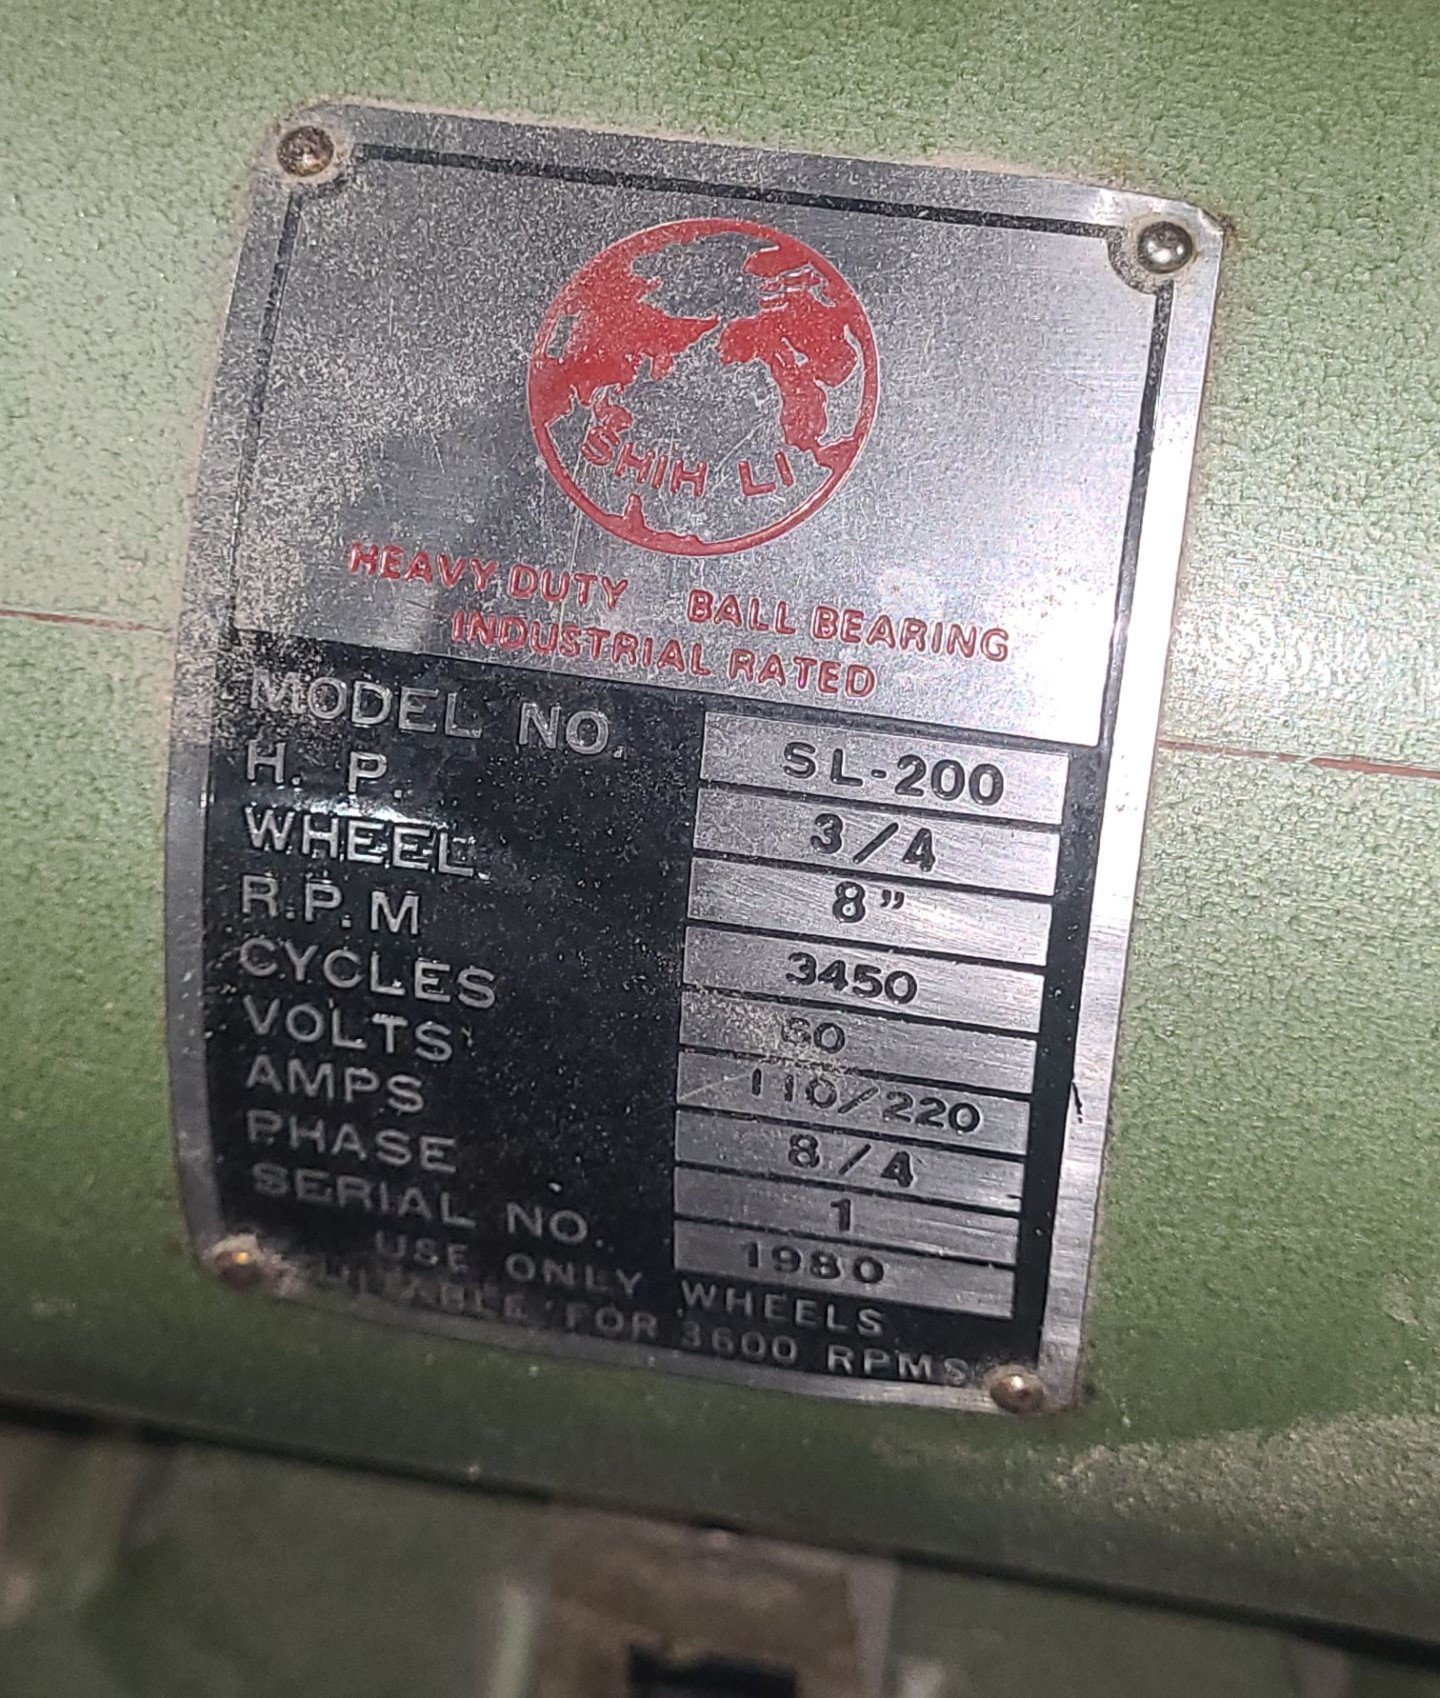 SHIH LI
HEAVY DUTY BALL BEARING
INDUSTRIAL RATED
MODEL NO. SL-200
H. P. 3/4
WHEEL 8"
R.P.M 3450
CYCLES 60
VOLTS 110/220
AMPS 8/4
PHASE 1
SERIAL NO. 1980
USE ONLY WHEELS
SUITABLE FOR 3600 RPMS